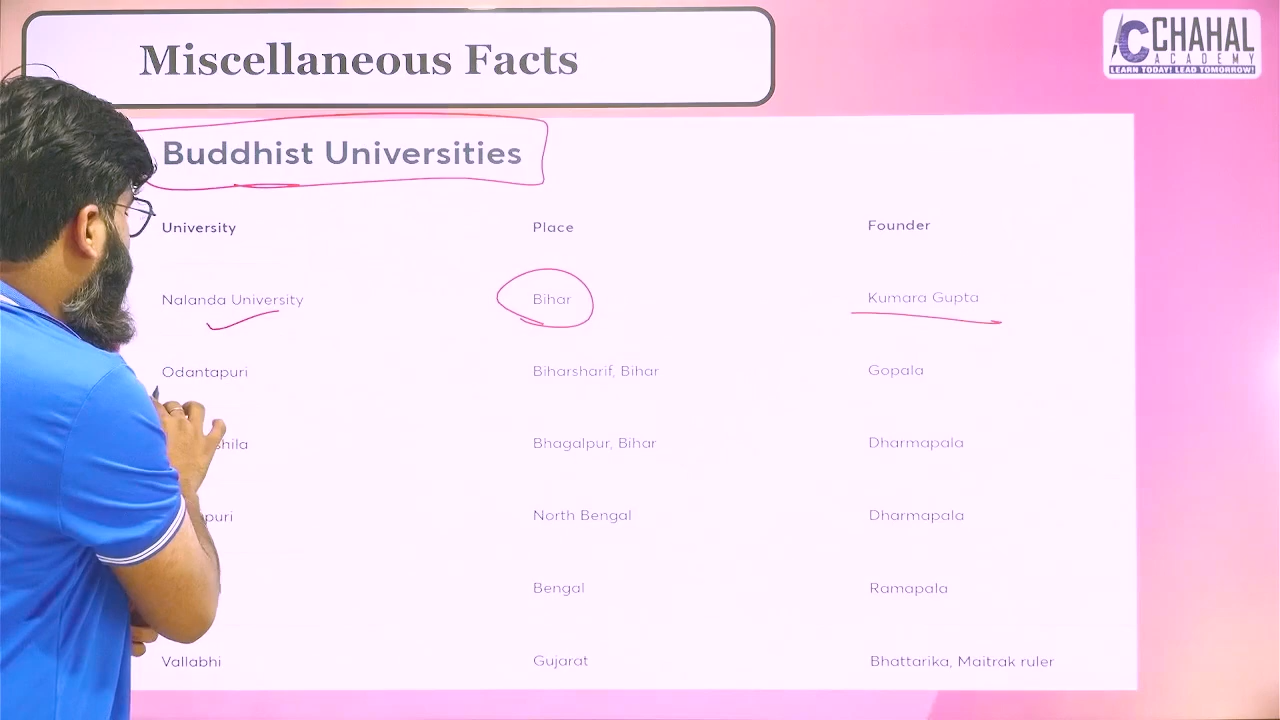 Miscellaneous Facts
CHAHAL
ACADEMY
LEARN TODAY! LEAD TOMORROW!
Buddhist Universities
University Place Founder
Nalanda University Bihar Kumara Gupta
Odantapuri Biharsharif, Bihar Gopala
Bhagalpur, Bihar Dharmapala
North Bengal Dharmapala
Bengal Ramapala
Vallabhi Gujarat Bhattarika, Maitrak ruler